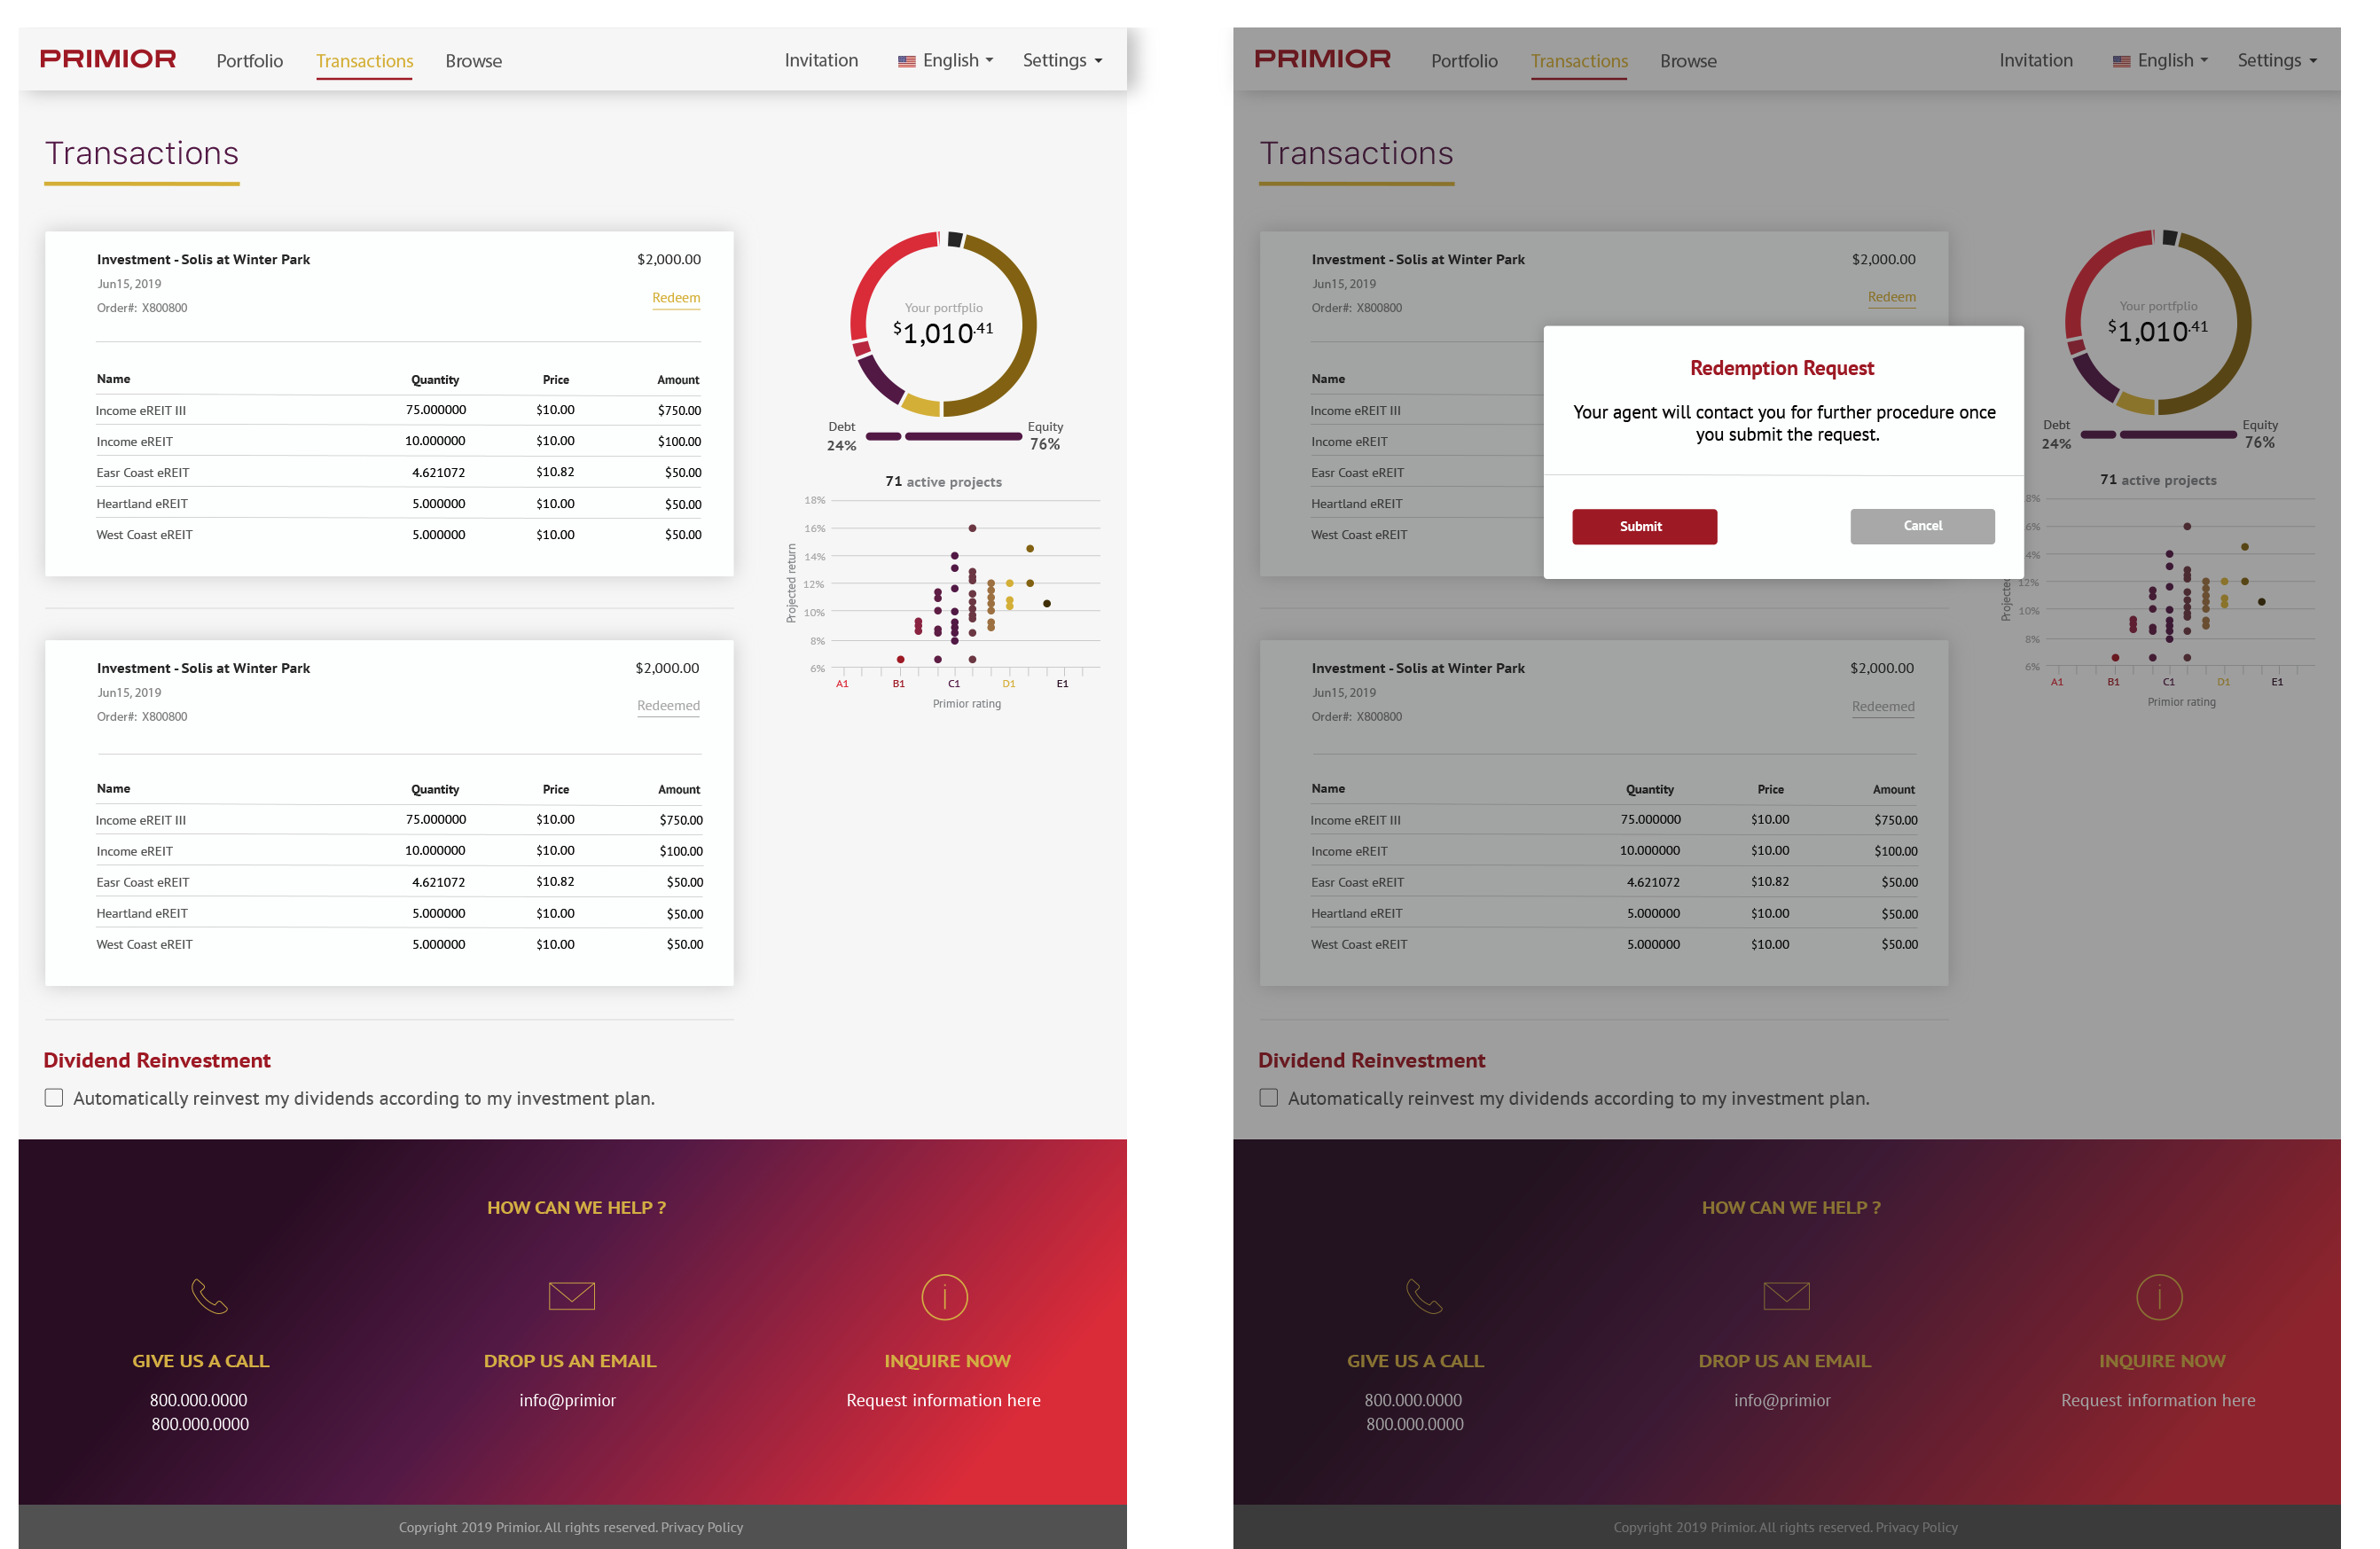 PRIMIOR Portfolio Transactions Browse Invitation English Settings
Transactions
Investment - Solis at Winter Park $2,000.00
Jun15, 2019
Order#: X800800
Redeem
Name Quantity Price Amount
Income eREIT III 75.000000 $10.00 $750.00
Income eREIT 10.000000 $10.00 $100.00
Easr Coast eREIT 4.621072 $10.82 $50.00
Heartland eREIT 5.000000 $10.00 $50.00
West Coast eREIT 5.000000 $10.00 $50.00
Investment - Solis at Winter Park $2,000.00
Jun15, 2019
Order#: X800800
Redeemed
Name Quantity Price Amount
Income eREIT III 75.000000 $10.00 $750.00
Income eREIT 10.000000 $10.00 $100.00
Easr Coast eREIT 4.621072 $10.82 $50.00
Heartland eREIT 5.000000 $10.00 $50.00
West Coast eREIT 5.000000 $10.00 $50.00
Your portfplio
$1,010.41
Debt Equity
24% 76%
71 active projects
Projected return
18%
16%
14%
12%
10%
8%
6%
A1 B1 C1 D1 E1
Primior rating
Dividend Reinvestment
Automatically reinvest my dividends according to my investment plan.
HOW CAN WE HELP ?
GIVE US A CALL DROP US AN EMAIL INQUIRE NOW
800.000.0000 info@primior Request information here
800.000.0000
Copyright 2019 Primior. All rights reserved. Privacy Policy
PRIMIOR Portfolio Transactions Browse Invitation English Settings
Transactions
Investment - Solis at Winter Park $2,000.00
Jun15, 2019
Order#: X800800
Redeem
Name
Income eREIT III
Income eREIT
Easr Coast eREIT
Heartland eREIT
West Coast eREIT
Redemption Request
Your agent will contact you for further procedure once
you submit the request.
Submit Cancel
Investment - Solis at Winter Park $2,000.00
Jun15, 2019
Order#: X800800
Redeemed
Name Quantity Price Amount
Income eREIT III 75.000000 $10.00 $750.00
Income eREIT 10.000000 $10.00 $100.00
Easr Coast eREIT 4.621072 $10.82 $50.00
Heartland eREIT 5.000000 $10.00 $50.00
West Coast eREIT 5.000000 $10.00 $50.00
Your portfplio
$1,010.41
Debt Equity
24% 76%
71 active projects
Projected
8%
6%
4%
12%
10%
8%
6%
A1 B1 C1 D1 E1
Primior rating
Dividend Reinvestment
Automatically reinvest my dividends according to my investment plan.
HOW CAN WE HELP ?
GIVE US A CALL DROP US AN EMAIL INQUIRE NOW
800.000.0000 info@primior Request information here
800.000.0000
Copyright 2019 Primior. All rights reserved. Privacy Policy